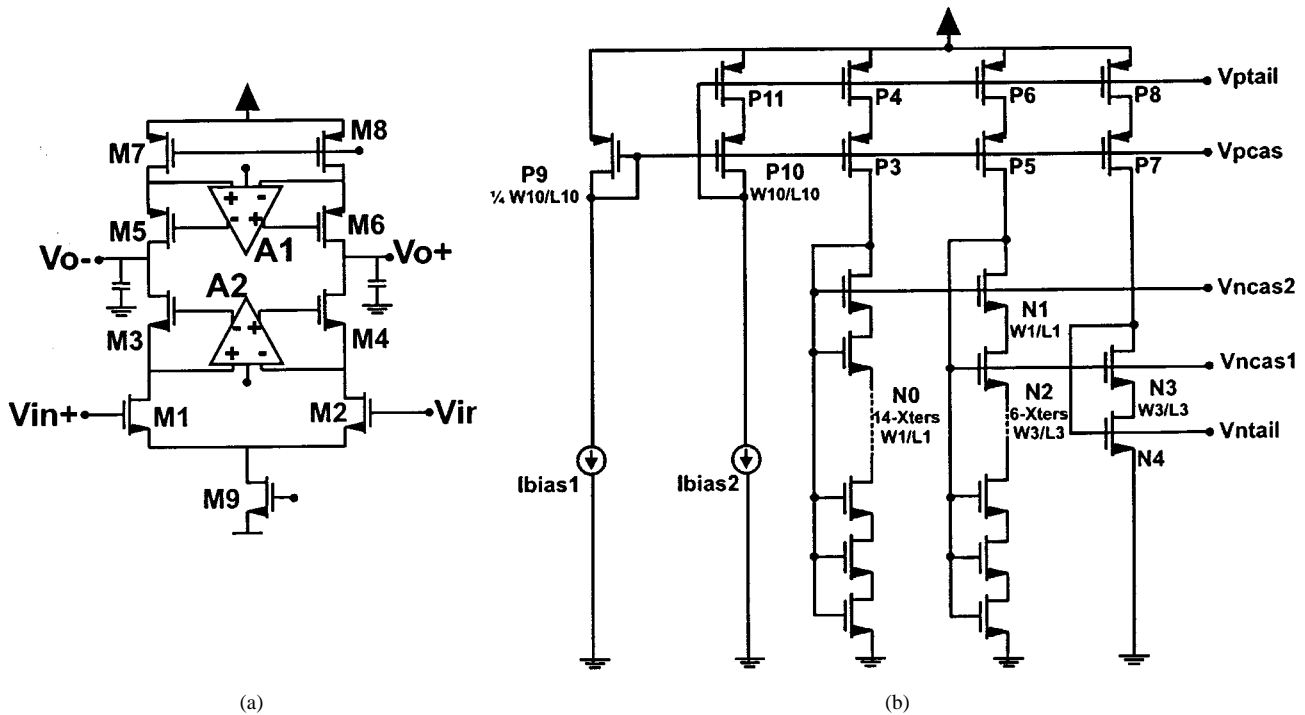 M7
M8
M5
M6
A1
Vo-
Vo+
A2
M3
M4
Vin+
M1
M2
Vir
M9
(a)
P11
P4
P6
P8
Vptail
P9
¼ W10/L10
P10
W10/L10
P3
P5
P7
Vpcas
N1
W1/L1
Vncas2
N0
14-Xters
W1/L1
N2
6-Xters
W3/L3
N3
W3/L3
Vncas1
N4
Vntail
Ibias1
Ibias2
(b)